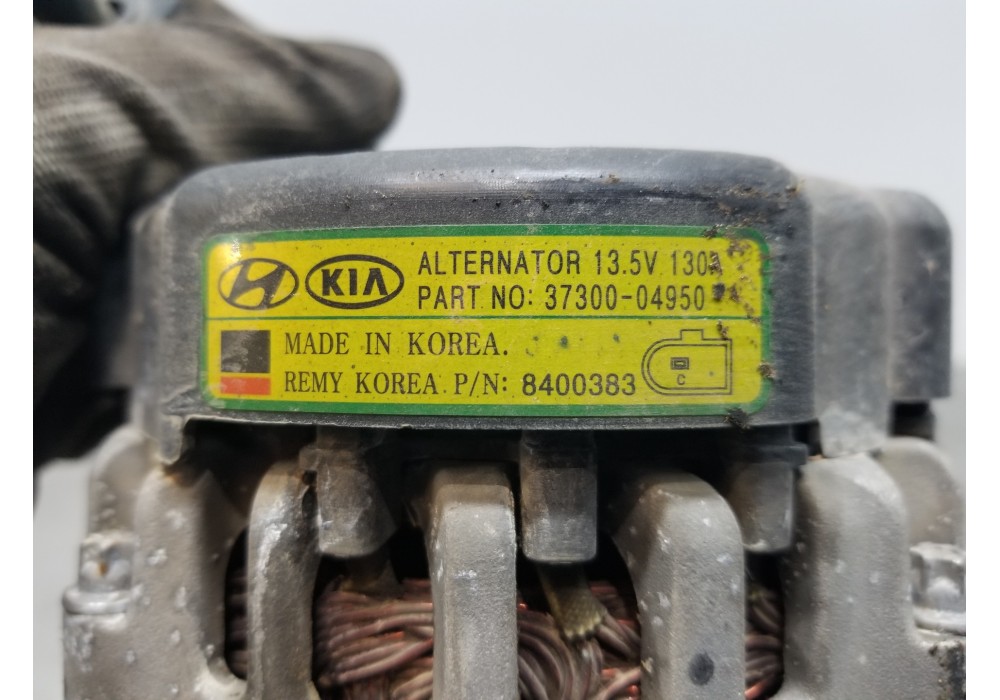 KIA
ALTERNATOR 13.5V 130A
PART NO: 37300-04950
MADE IN KOREA.
REMY KOREA P/N: 8400383
C